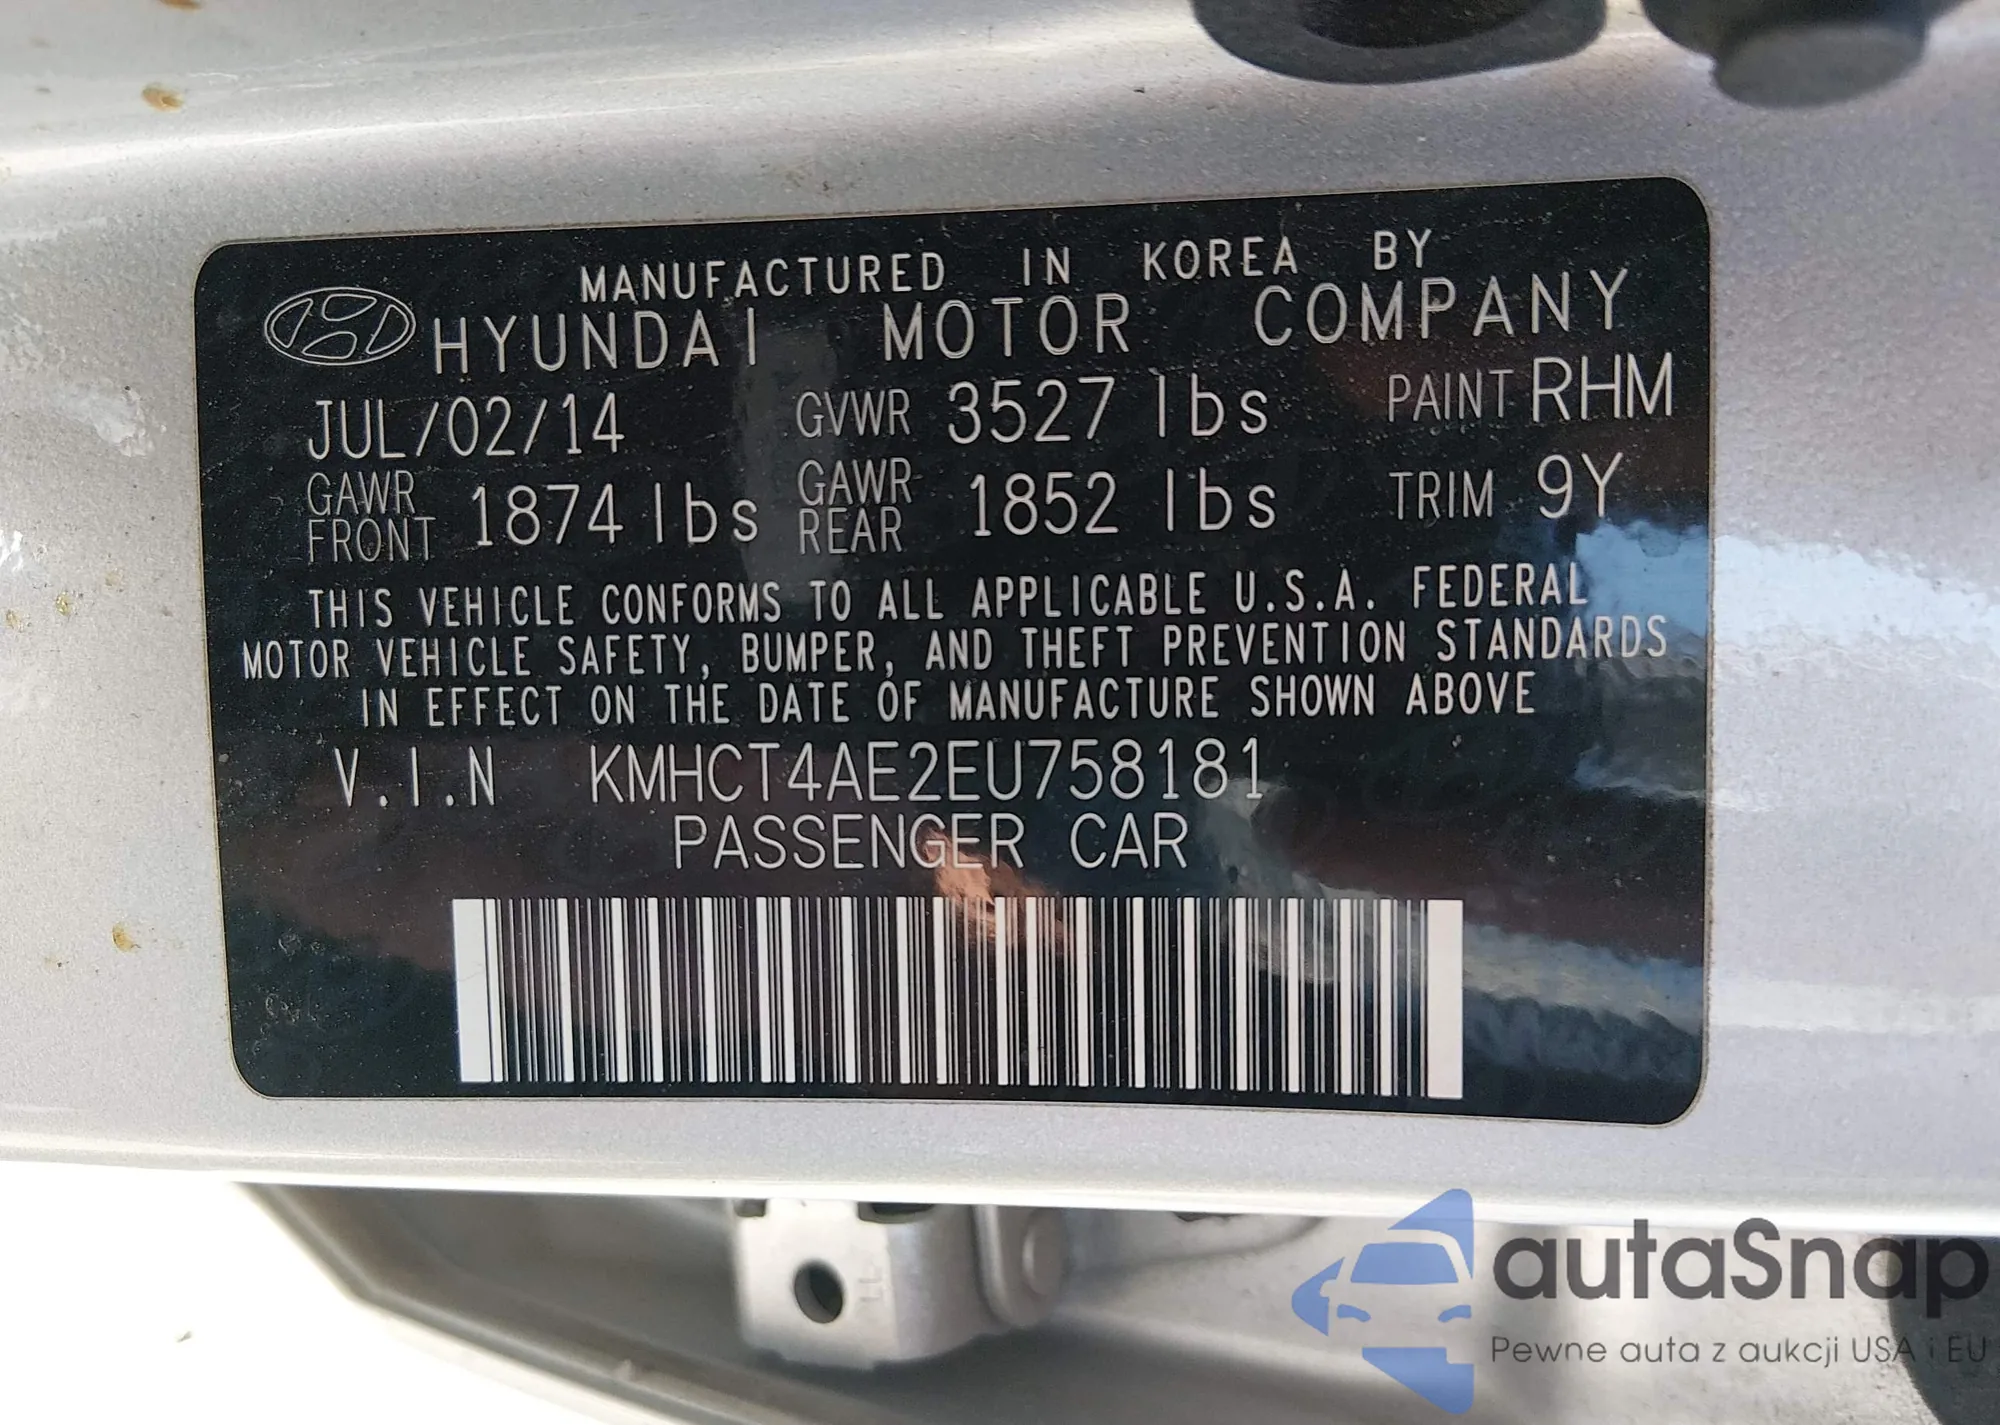 MANUFACTURED IN KOREA BY
HYUNDAI MOTOR COMPANY
JUL/02/14 GVWR 3527 lbs PAINT RHM
GAWR FRONT 1874 lbs GAWR REAR 1852 lbs TRIM 9Y
THIS VEHICLE CONFORMS TO ALL APPLICABLE U.S.A. FEDERAL
MOTOR VEHICLE SAFETY, BUMPER, AND THEFT PREVENTION STANDARDS
IN EFFECT ON THE DATE OF MANUFACTURE SHOWN ABOVE
V.I.N KMHCT4AE2EU758181
PASSENGER CAR
autaSnap
Pewne auta z aukcji USA i EU